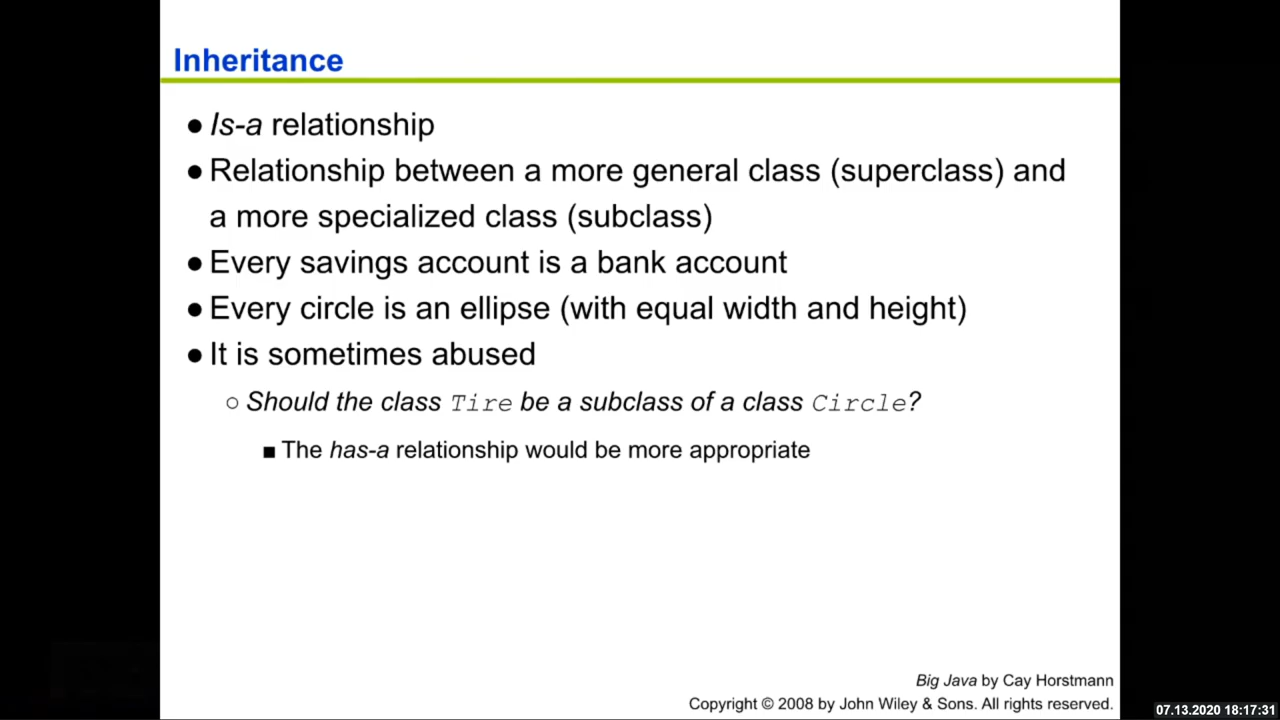 Inheritance
● Is-a relationship
● Relationship between a more general class (superclass) and
a more specialized class (subclass)
● Every savings account is a bank account
● Every circle is an ellipse (with equal width and height)
● It is sometimes abused
○ Should the class Tire be a subclass of a class Circle?
■ The has-a relationship would be more appropriate
Big Java by Cay Horstmann
Copyright © 2008 by John Wiley & Sons. All rights reserved.
07.13.2020 18:17:31